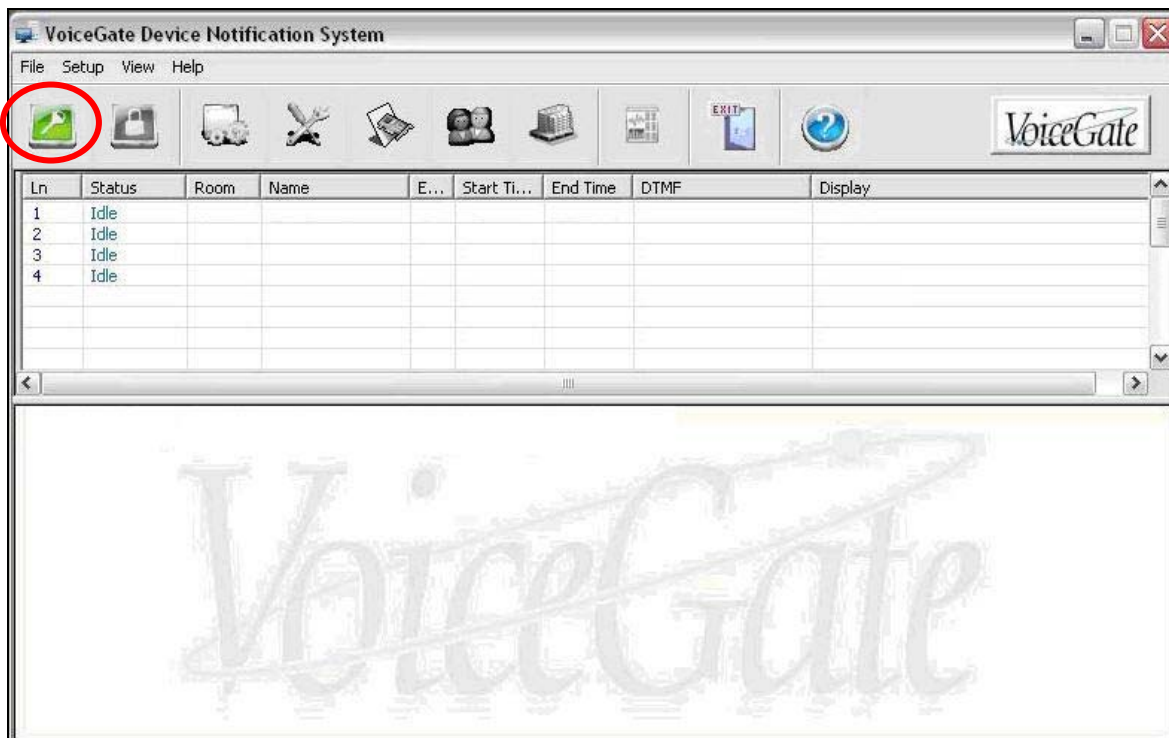 VoiceGate Device Notification System
File Setup View Help
EXIT
VoiceGate
Ln Status Room Name E... Start Ti... End Time DTMF Display
1 Idle
2 Idle
3 Idle
4 Idle
VoiceGate